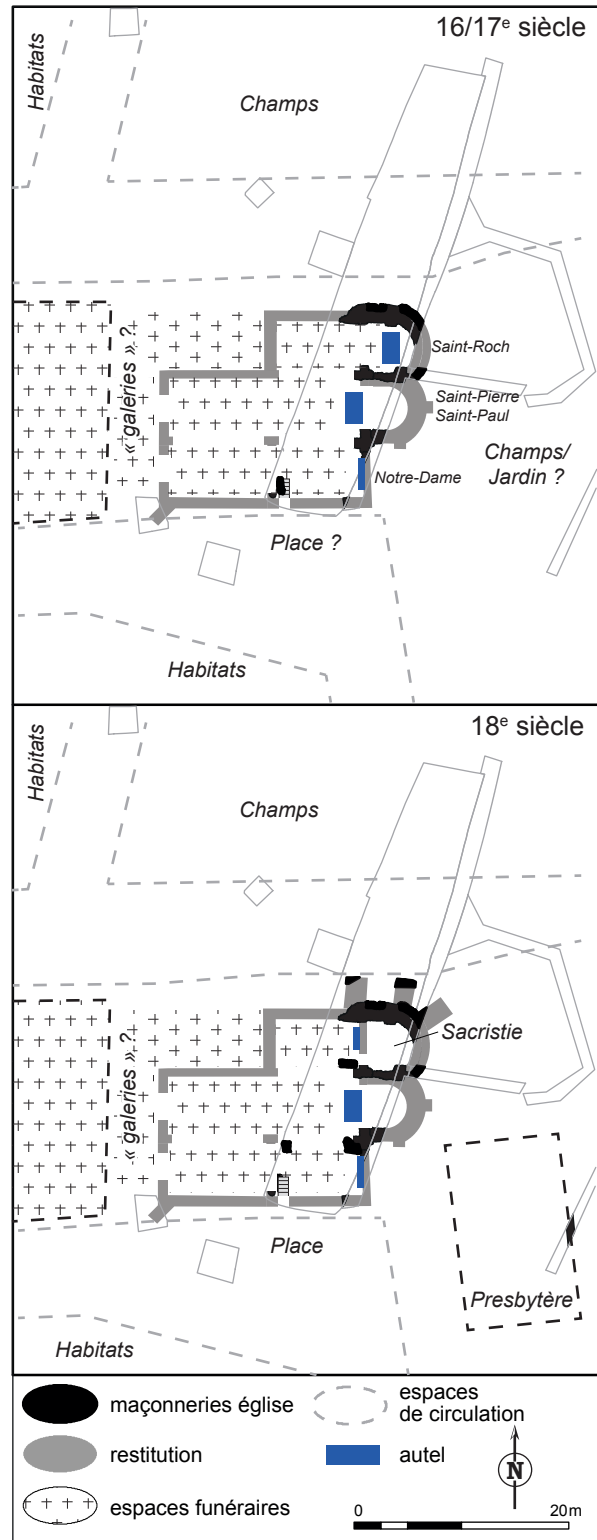 16/17e siècle
Habitats
Champs
« galeries » ?
Saint-Roch
Saint-Pierre
Saint-Paul
Notre-Dame
Champs/
Jardin ?
Place ?
Habitats
18e siècle
Habitats
Champs
« galeries » ?
Sacristie
Place
Presbytère
Habitats
maçonneries église
espaces
de circulation
restitution
autel
espaces funéraires
N
0 20m